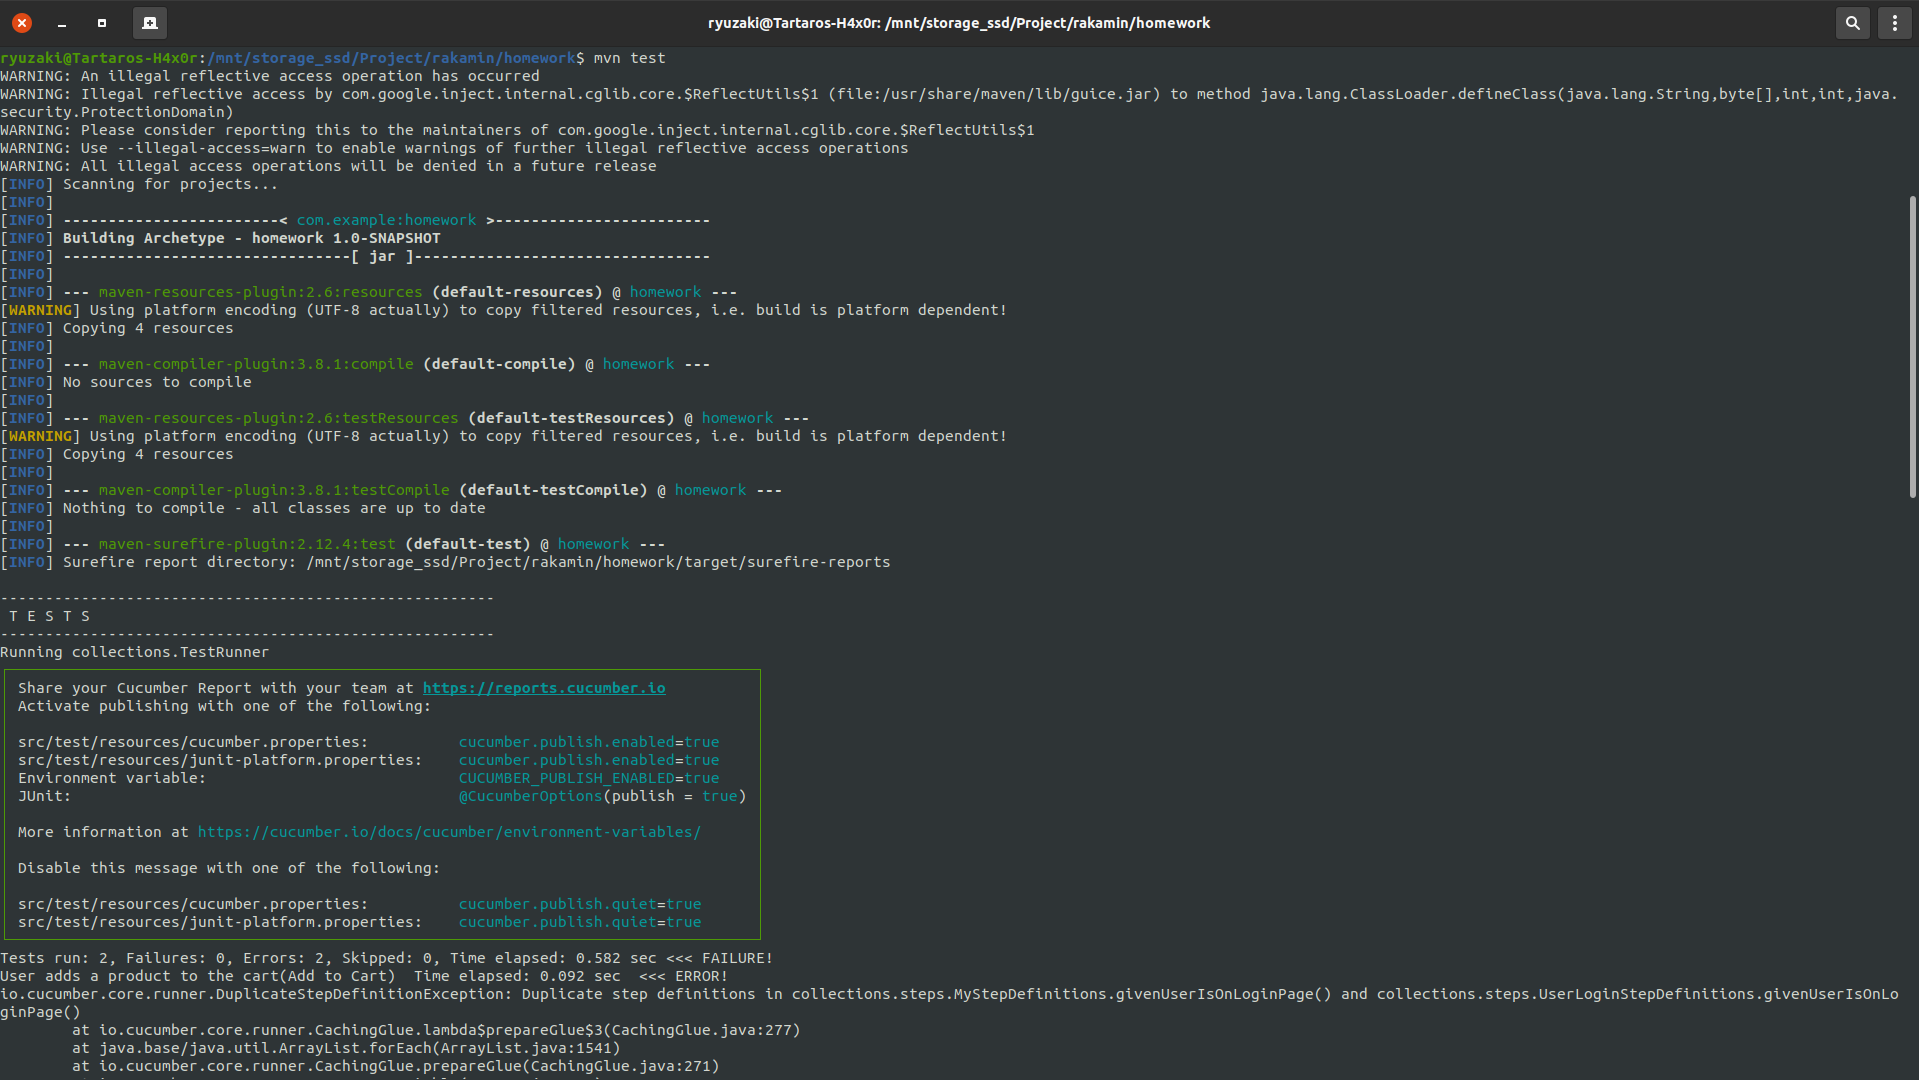 ryuzaki@Tartaros-H4x0r: /mnt/storage_ssd/Project/rakamin/homework
ryuzaki@Tartaros-H4x0r:/mnt/storage_ssd/Project/rakamin/homework$ mvn test
WARNING: An illegal reflective access operation has occurred
WARNING: Illegal reflective access by com.google.inject.internal.cglib.core.$ReflectUtils$1 (file:/usr/share/maven/lib/guice.jar) to method java.lang.ClassLoader.defineClass(java.lang.String,byte[],int,int,java.
security.ProtectionDomain)
WARNING: Please consider reporting this to the maintainers of com.google.inject.internal.cglib.core.$ReflectUtils$1
WARNING: Use --illegal-access=warn to enable warnings of further illegal reflective access operations
WARNING: All illegal access operations will be denied in a future release
[INFO] Scanning for projects...
[INFO]
[INFO] ------------------------< com.example:homework >------------------------
[INFO] Building Archetype - homework 1.0-SNAPSHOT
[INFO] --------------------------------[ jar ]---------------------------------
[INFO]
[INFO] --- maven-resources-plugin:2.6:resources (default-resources) @ homework ---
[WARNING] Using platform encoding (UTF-8 actually) to copy filtered resources, i.e. build is platform dependent!
[INFO] Copying 4 resources
[INFO]
[INFO] --- maven-compiler-plugin:3.8.1:compile (default-compile) @ homework ---
[INFO] No sources to compile
[INFO]
[INFO] --- maven-resources-plugin:2.6:testResources (default-testResources) @ homework ---
[WARNING] Using platform encoding (UTF-8 actually) to copy filtered resources, i.e. build is platform dependent!
[INFO] Copying 4 resources
[INFO]
[INFO] --- maven-compiler-plugin:3.8.1:testCompile (default-testCompile) @ homework ---
[INFO] Nothing to compile - all classes are up to date
[INFO]
[INFO] --- maven-surefire-plugin:2.12.4:test (default-test) @ homework ---
[INFO] Surefire report directory: /mnt/storage_ssd/Project/rakamin/homework/target/surefire-reports
-------------------------------------------------------
T E S T S
-------------------------------------------------------
Running collections.TestRunner
Share your Cucumber Report with your team at https://reports.cucumber.io
Activate publishing with one of the following:
src/test/resources/cucumber.properties: cucumber.publish.enabled=true
src/test/resources/junit-platform.properties: cucumber.publish.enabled=true
Environment variable: CUCUMBER_PUBLISH_ENABLED=true
JUnit: @CucumberOptions(publish = true)
More information at https://cucumber.io/docs/cucumber/environment-variables/
Disable this message with one of the following:
src/test/resources/cucumber.properties: cucumber.publish.quiet=true
src/test/resources/junit-platform.properties: cucumber.publish.quiet=true
Tests run: 2, Failures: 0, Errors: 2, Skipped: 0, Time elapsed: 0.582 sec <<< FAILURE!
User adds a product to the cart(Add to Cart)  Time elapsed: 0.092 sec  <<< ERROR!
io.cucumber.core.runner.DuplicateStepDefinitionException: Duplicate step definitions in collections.steps.MyStepDefinitions.givenUserIsOnLoginPage() and collections.steps.UserLoginStepDefinitions.givenUserIsOnLo
ginPage()
at io.cucumber.core.runner.CachingGlue.lambda$prepareGlue$3(CachingGlue.java:277)
at java.base/java.util.ArrayList.forEach(ArrayList.java:1541)
at io.cucumber.core.runner.CachingGlue.prepareGlue(CachingGlue.java:271)